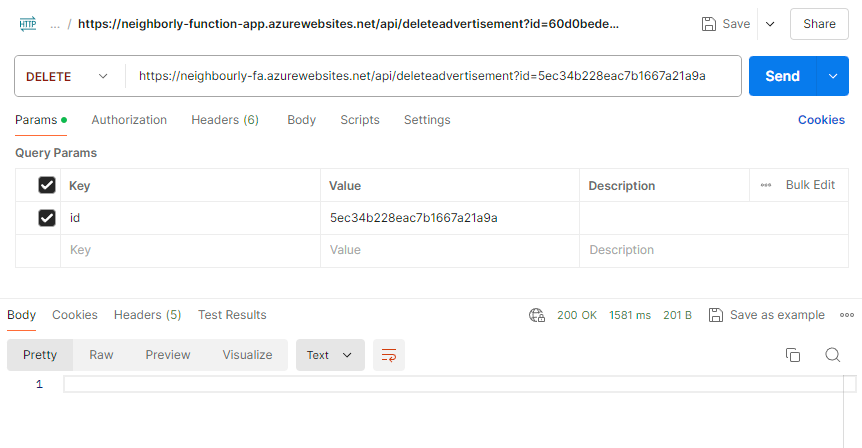 HTTP ... / https://neighborly-function-app.azurewebsites.net/api/deleteadvertisement?id=60d0bede... Save Share
DELETE https://neighbourly-fa.azurewebsites.net/api/deleteadvertisement?id=5ec34b228eac7b1667a21a9a Send
Params Authorization Headers (6) Body Scripts Settings Cookies
Query Params
Key Value Description ... Bulk Edit
id 5ec34b228eac7b1667a21a9a
Key Value Description
Body Cookies Headers (5) Test Results 200 OK 1581 ms 201 B Save as example ...
Pretty Raw Preview Visualize Text
1